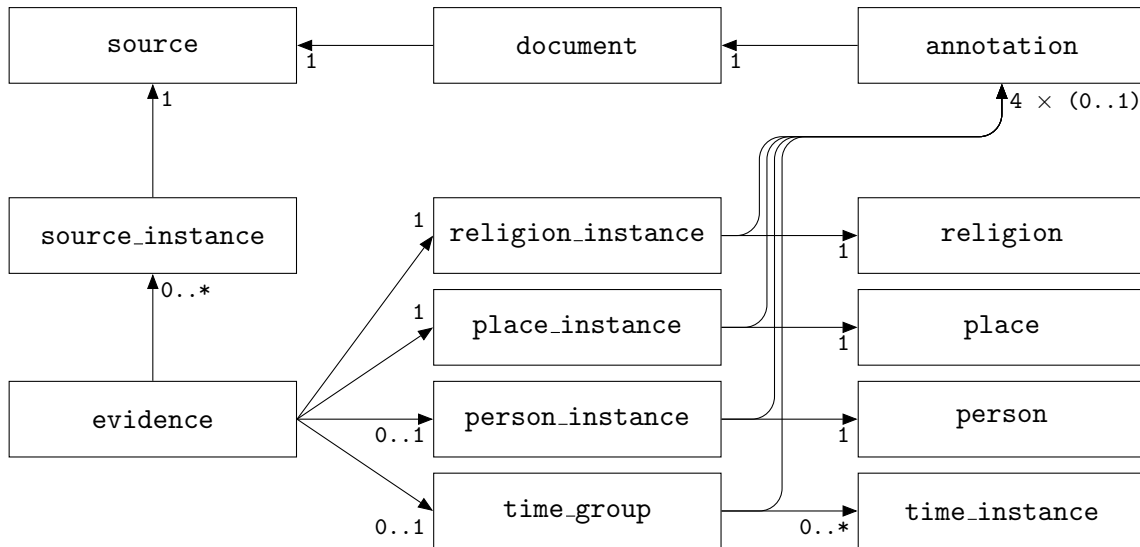 source
document
annotation
1
1
1
4 × (0..1)
source_instance
1
religion_instance
religion
1
0..*
1
place_instance
place
1
evidence
person_instance
person
0..1
1
time_group
time_instance
0..1
0..*